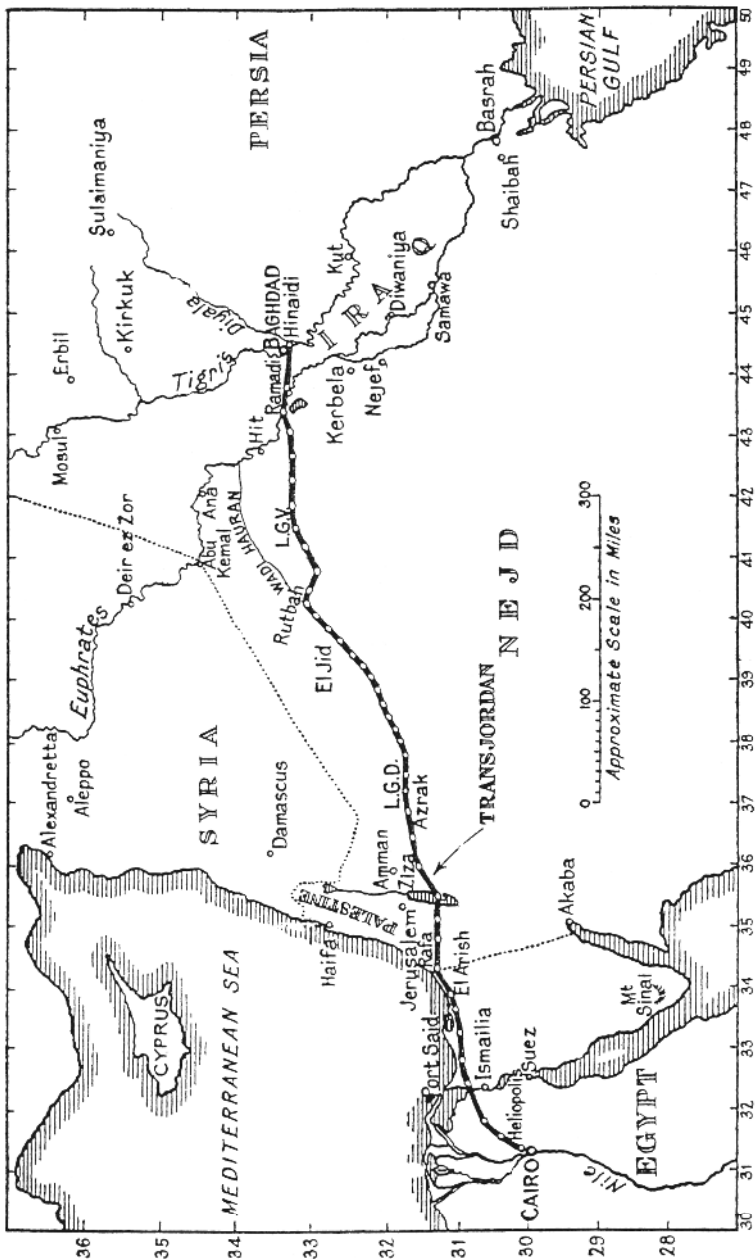 MEDITERRANEAN SEA
CYPRUS
Alexandretta
Aleppo
SYRIA
Damascus
Euphrates
Deir ez Zor
Abu
Kemal
Ana
WADI HAURAN
Hit
Mosul
Erbil
Kirkuk
Sulaimaniya
Tigris
Diyala
PERSIA
Ramadi
BAGHDAD
Hinaidi
IRAQ
Kut
Kerbela
Nejef
Diwaniya
Samawa
Basrah
Shaibah
PERSIAN
GULF
Haifa
PALESTINE
Jerusalem
Amman
Ziza
L.G.D.
Azrak
El Jid
Rutbah
L.G.V.
TRANSJORDAN
NEJD
Port Said
Rafa
El Arish
Ismailia
Suez
Heliopolis
CAIRO
Nile
EGYPT
Mt
Sinai
Akaba
0 100 200 300
Approximate Scale in Miles
36
35
34
33
32
31
30
29
28
30 31 32 33 34 35 36 37 38 39 40 41 42 43 44 45 46 47 48 49 50